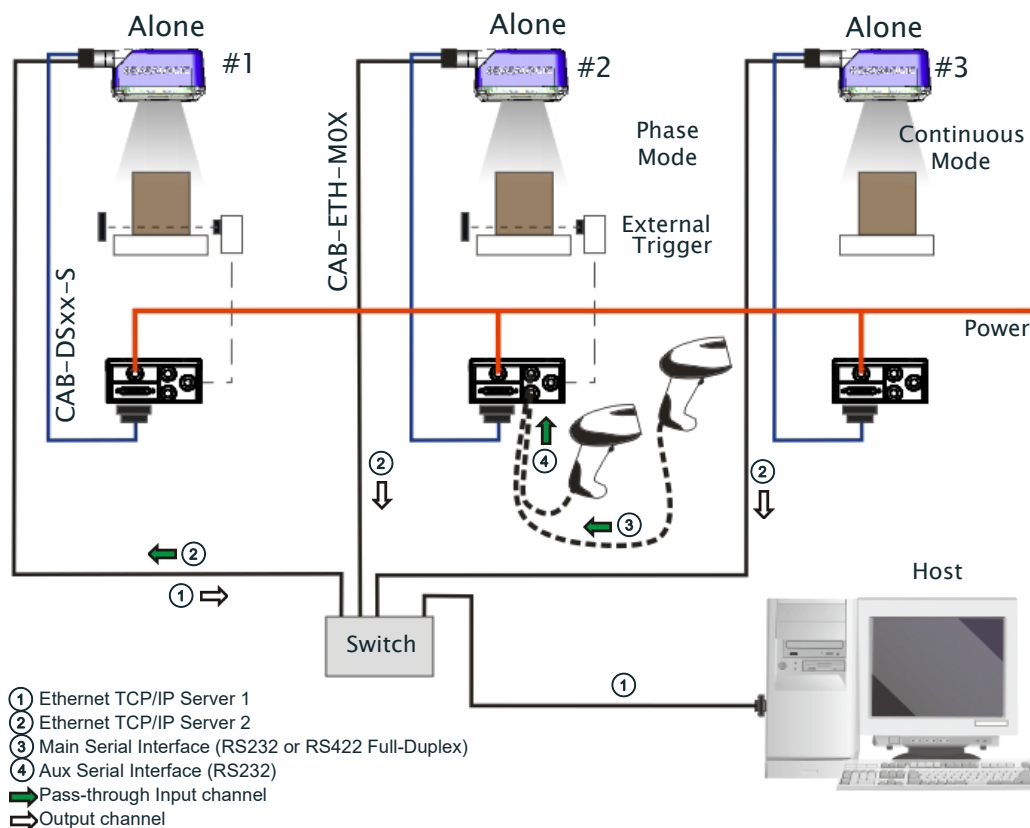 Alone
#1
Alone
#2
Alone
#3
Phase
Mode
Continuous
Mode
External
Trigger
CAB-DSxx-S
CAB-ETH-M0X
Power
4
2
2
3
2
1
Switch
Host
1
1 Ethernet TCP/IP Server 1
2 Ethernet TCP/IP Server 2
3 Main Serial Interface (RS232 or RS422 Full-Duplex)
4 Aux Serial Interface (RS232)
Pass-through Input channel
Output channel